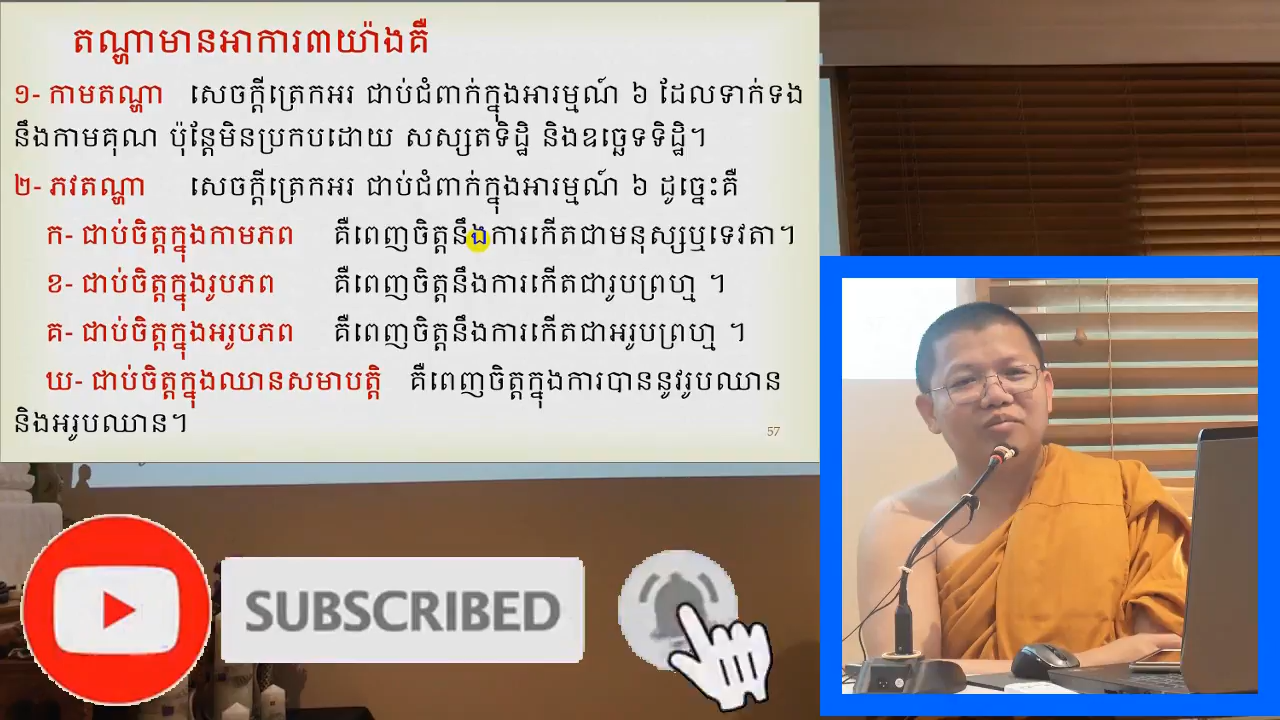 តណ្ហាមានអាការ៣យ៉ាងគឺ
១- កាមតណ្ហា សេចក្តីត្រេកអរ ជាប់ជំពាក់ក្នុងអារម្មណ៍ ៦ ដែលទាក់ទង
នឹងកាមគុណ ប៉ុន្តែមិនប្រកបដោយ សស្សតទិដ្ឋិ និងឧច្ឆេទទិដ្ឋិ។
២- ភវតណ្ហា សេចក្តីត្រេកអរ ជាប់ជំពាក់ក្នុងអារម្មណ៍ ៦ ដូច្នេះគឺ
ក- ជាប់ចិត្តក្នុងកាមភព គឺពេញចិត្តនឹងការកើតជាមនុស្សឬទេវតា។
ខ- ជាប់ចិត្តក្នុងរូបភព គឺពេញចិត្តនឹងការកើតជារូបព្រហ្ម ។
គ- ជាប់ចិត្តក្នុងអរូបភព គឺពេញចិត្តនឹងការកើតជាអរូបព្រហ្ម ។
ឃ- ជាប់ចិត្តក្នុងឈានសមាបត្តិ គឺពេញចិត្តក្នុងការបាននូវរូបឈាន
និងអរូបឈាន។
57
SUBSCRIBED